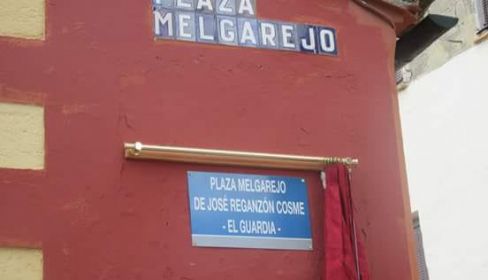 PLAZA
MELGAREJO
PLAZA MELGAREJO
DE JOSÉ REGANZÓN COSME
- EL GUARDIA -